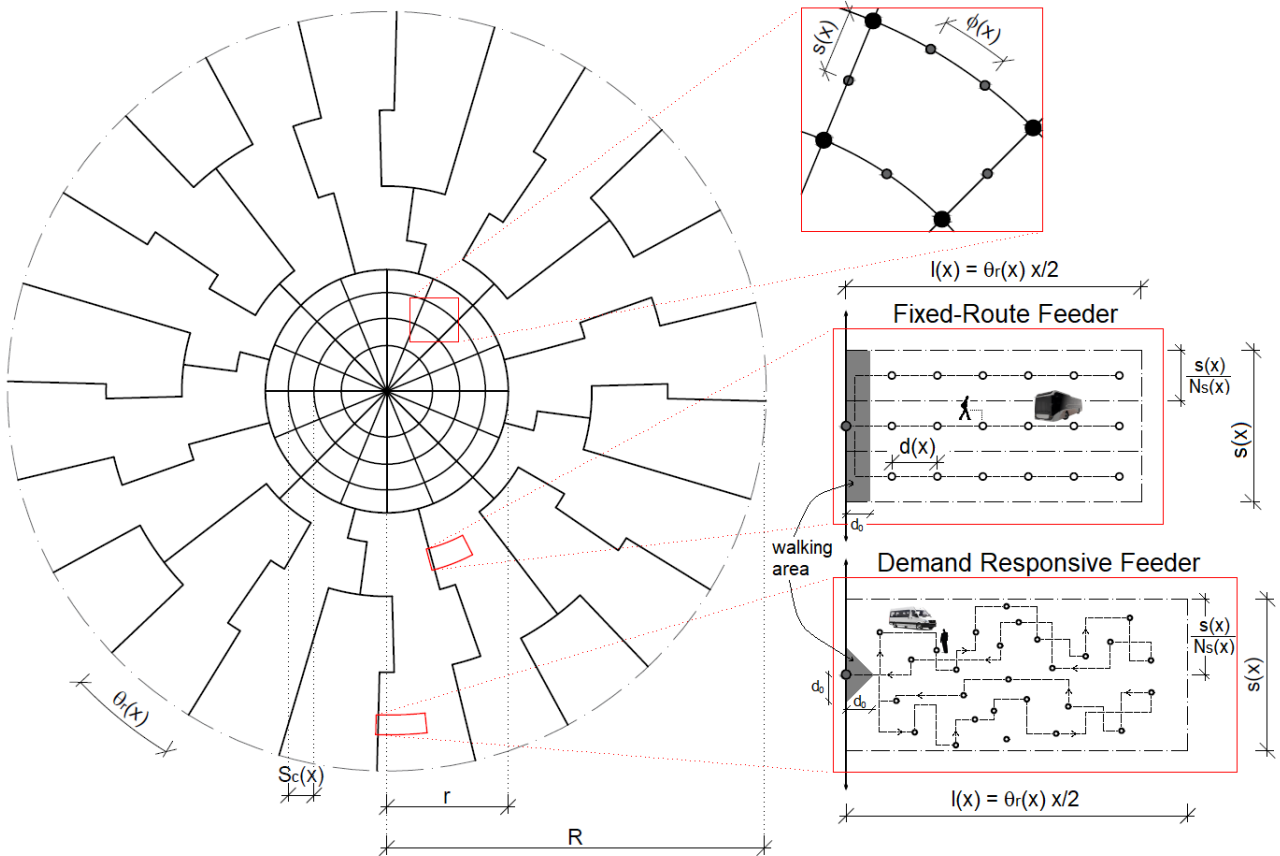 s(x)
ϕ(x)
l(x) = θr(x) x/2
Fixed-Route Feeder
s(x)
Ns(x)
s(x)
d(x)
d₀
walking
area
Demand Responsive Feeder
s(x)
Ns(x)
s(x)
d₀
d₀
l(x) = θr(x) x/2
θr(x)
Sc(x)
r
R